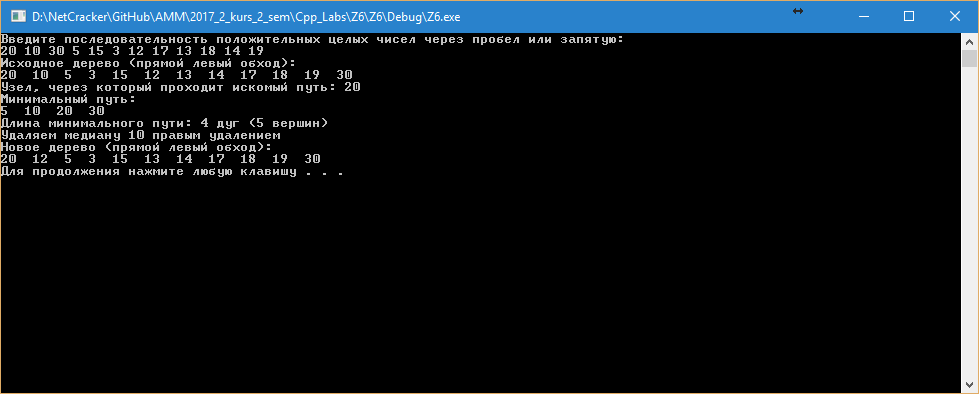 D:\NetCracker\GitHub\AMM\2017_2_kurs_2_sem\Cpp_Labs\Z6\Z6\Debug\Z6.exe
Введите последовательность положительных целых чисел через пробел или запятую:
20 10 30 5 15 3 12 17 13 18 14 19
Исходное дерево (прямой левый обход):
20  10  5  3  15  12  13  14  17  18  19  30
Узел, через который проходит искомый путь: 20
Минимальный путь:
5  10  20  30
Длина минимального пути: 4 дуг (5 вершин)
Удаляем медиану 10 правым удалением
Новое дерево (прямой левый обход):
20  12  5  3  15  13  14  17  18  19  30
Для продолжения нажмите любую клавишу . . .